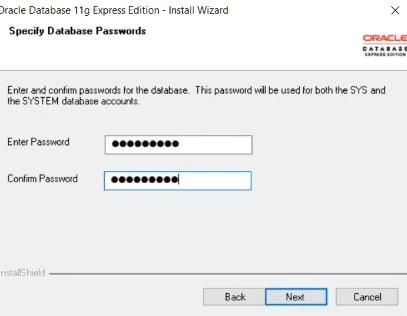 Oracle Database 11g Express Edition - Install Wizard
Specify Database Passwords
ORACLE
DATABASE
EXPRESS EDITION
Enter and confirm passwords for the database. This password will be used for both the SYS and
the SYSTEM database accounts.
Enter Password ●●●●●●●●●
Confirm Password ●●●●●●●●●
InstallShield
Back Next Cancel